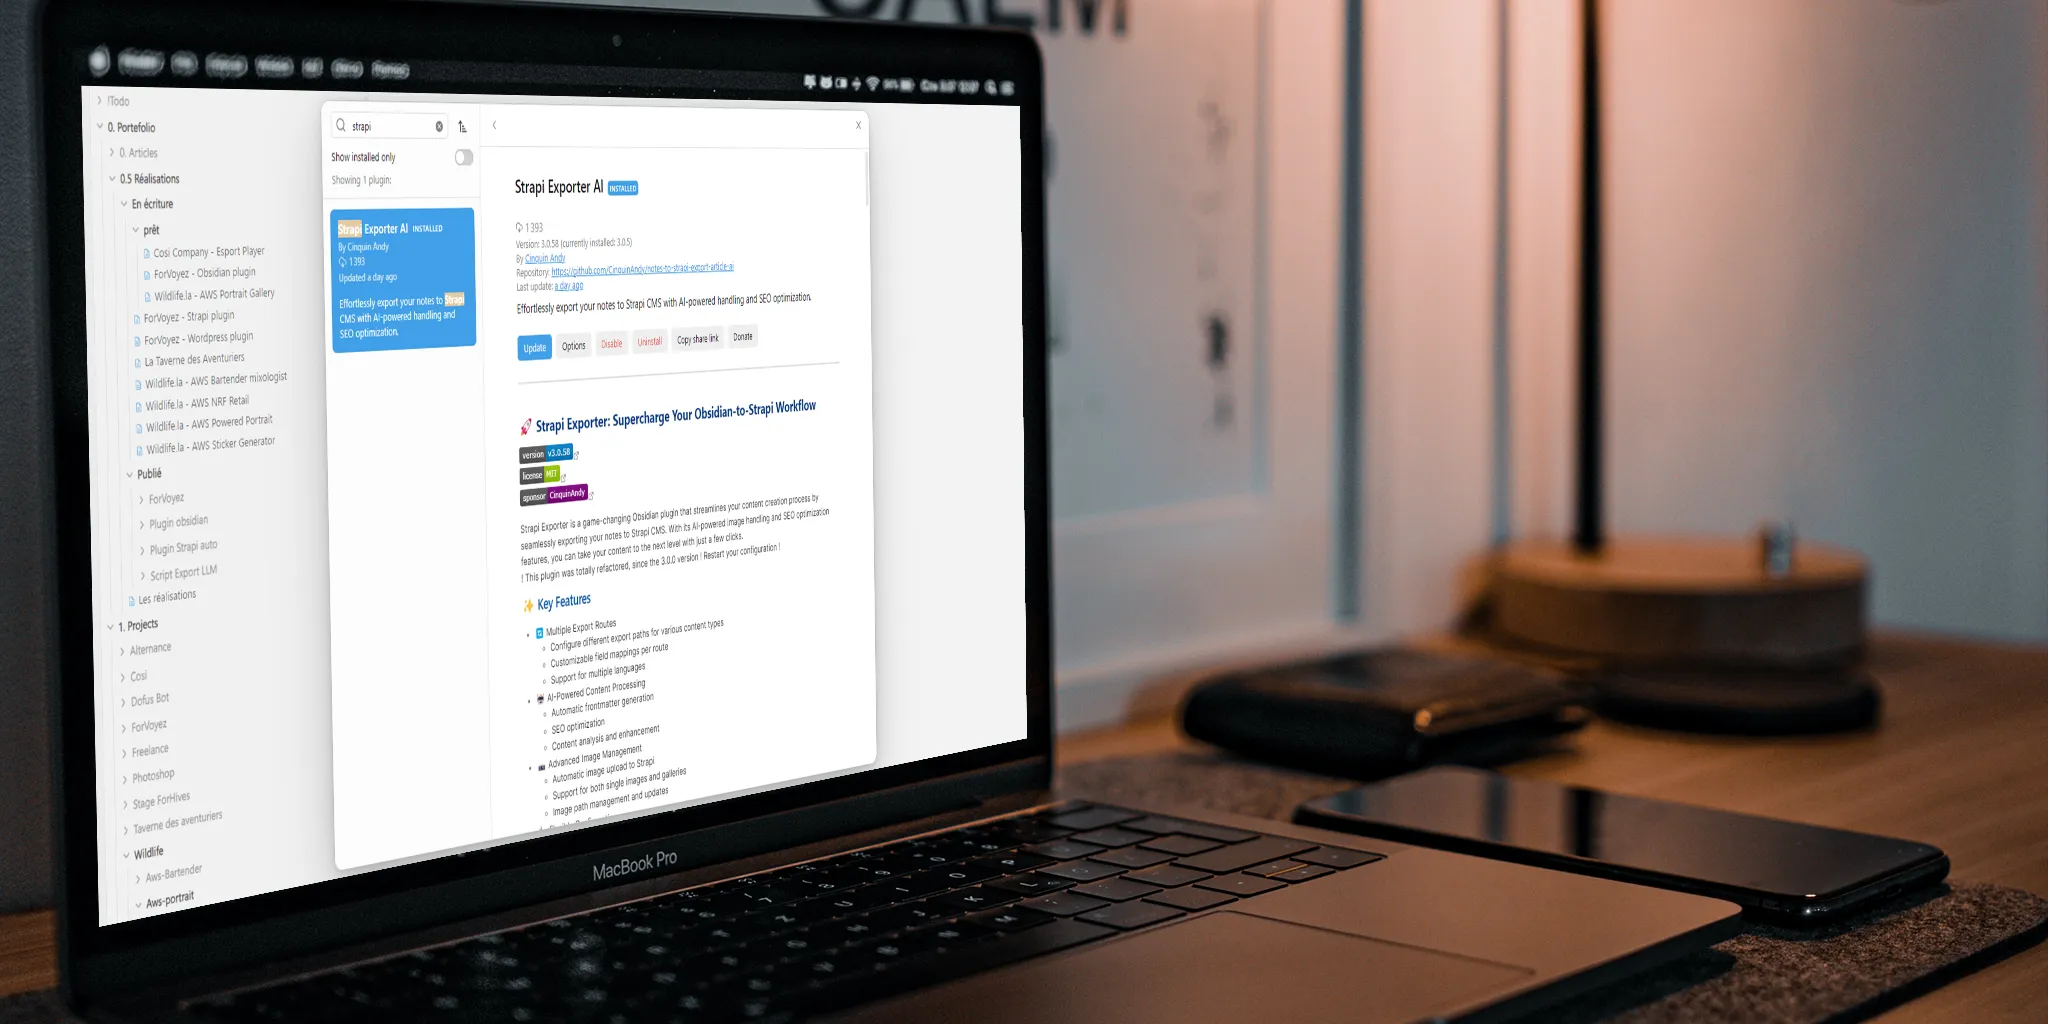 !Todo
0. Portefolio
0. Articles
0.5 Réalisations
En écriture
prêt
Cosi Company - Esport Player
ForVoyez - Obsidian plugin
Wildlife.la - AWS Portrait Gallery
ForVoyez - Strapi plugin
ForVoyez - Wordpress plugin
La Taverne des Aventuriers
Wildlife.la - AWS Bartender mixologist
Wildlife.la - AWS NRF Retail
Wildlife.la - AWS Powered Portrait
Wildlife.la - AWS Sticker Generator
Publié
ForVoyez
Plugin obsidian
Plugin Strapi auto
Script Export LLM
Les réalisations
1. Projects
Alternance
Cosi
Dofus Bot
ForVoyez
Freelance
Photoshop
Stage ForHives
Taverne des aventuriers
Wildlife
Aws-Bartender
Aws-portrait
strapi
Show installed only
Showing 1 plugin:
Strapi Exporter AI INSTALLED
By Cinquin Andy
1393
Updated a day ago
Effortlessly export your notes to Strapi
CMS with AI-powered handling and
SEO optimization.
Strapi Exporter AI INSTALLED
1393
Version: 3.0.58 (currently installed: 3.0.5)
By Cinquin Andy
Repository: https://github.com/CinquinAndy/notes-to-strapi-export-article-ai
Last update: a day ago
Effortlessly export your notes to Strapi CMS with AI-powered handling and SEO optimization.
Update Options Disable Uninstall Copy share link Donate
🚀 Strapi Exporter: Supercharge Your Obsidian-to-Strapi Workflow
version v3.0.58
license MIT
sponsor CinquinAndy
Strapi Exporter is a game-changing Obsidian plugin that streamlines your content creation process by
seamlessly exporting your notes to Strapi CMS. With its AI-powered image handling and SEO optimization
features, you can take your content to the next level with just a few clicks.
! This plugin was totally refactored, since the 3.0.0 version ! Restart your configuration !
✨ Key Features
Multiple Export Routes
Configure different export paths for various content types
Customizable field mappings per route
Support for multiple languages
AI-Powered Content Processing
Automatic frontmatter generation
SEO optimization
Content analysis and enhancement
Advanced Image Management
Automatic image upload to Strapi
Support for both single images and galleries
Image path management and updates
MacBook Pro